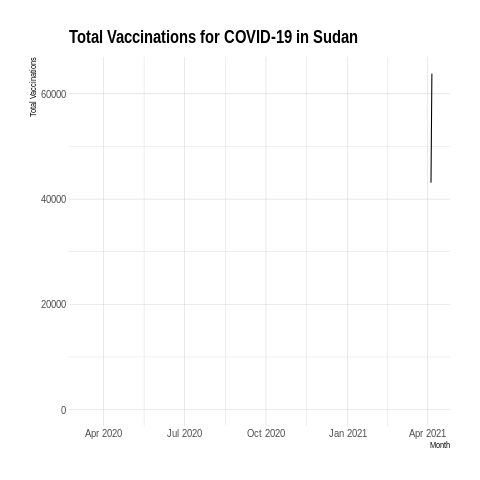 Total Vaccinations for COVID-19 in Sudan
Total Vaccinations
60000
40000
20000
0
Apr 2020 Jul 2020 Oct 2020 Jan 2021 Apr 2021
Month